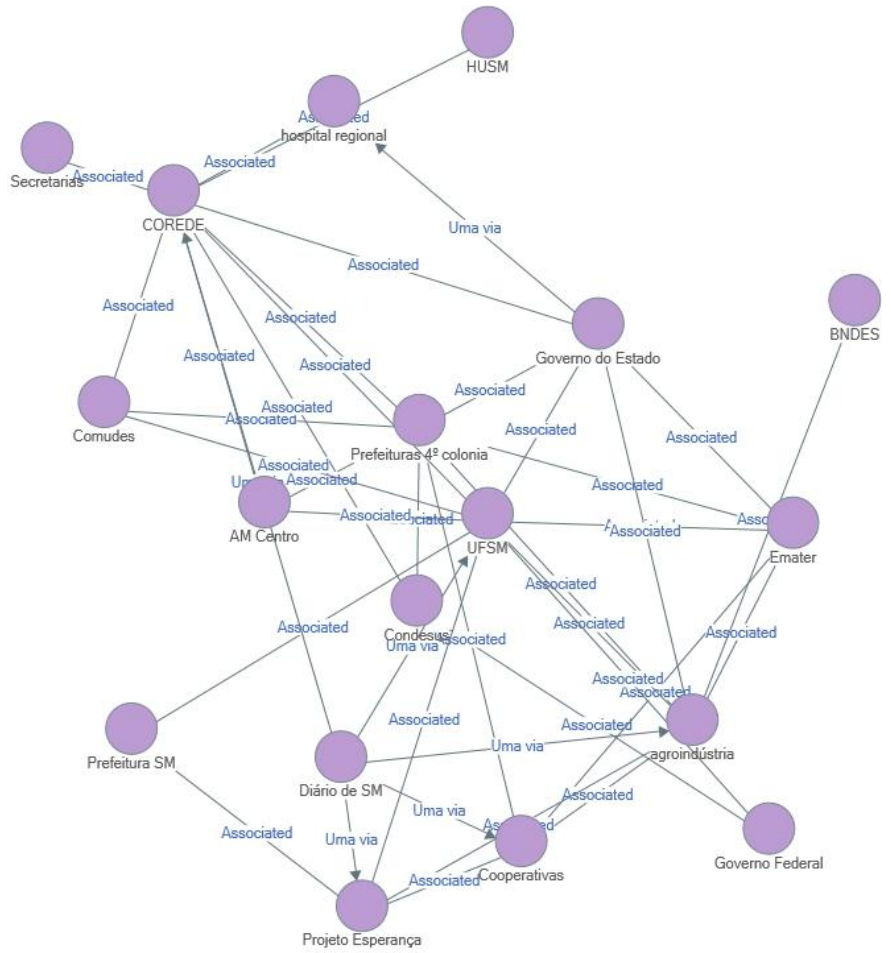 HUSM
Associated
hospital regional
Associated
Secretarias
Associated
COREDE
Uma via
Associated
Associated
BNDES
Associated
Governo do Estado
Associated
Associated
Associated
Comudes
Associated
Associated
Associated
Associated
Associated
Prefeituras 4º colonia
Associated
Associated
Associated
AM Centro
Associated
UFSM
Associated
Emater
Associated
Associated
Condesus
Associated
Associated
Associated
Uma via
Associated
Associated
Associated
Associated
Prefeitura SM
Uma via
agroindústria
Diário de SM
Associated
Uma via
Uma via
Associated
Associated
Cooperativas
Governo Federal
Projeto Esperança